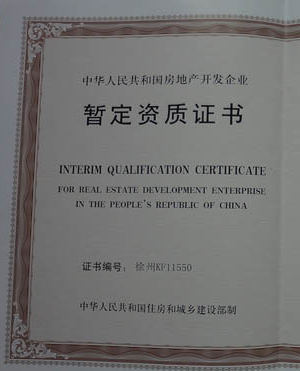 中华人民共和国房地产开发企业
暂定资质证书
INTERIM QUALIFICATION CERTIFICATE
FOR REAL ESTATE DEVELOPMENT ENTERPRISE
IN THE PEOPLE'S REPUBLIC OF CHINA
证书编号：徐州KF11550
中华人民共和国住房和城乡建设部制